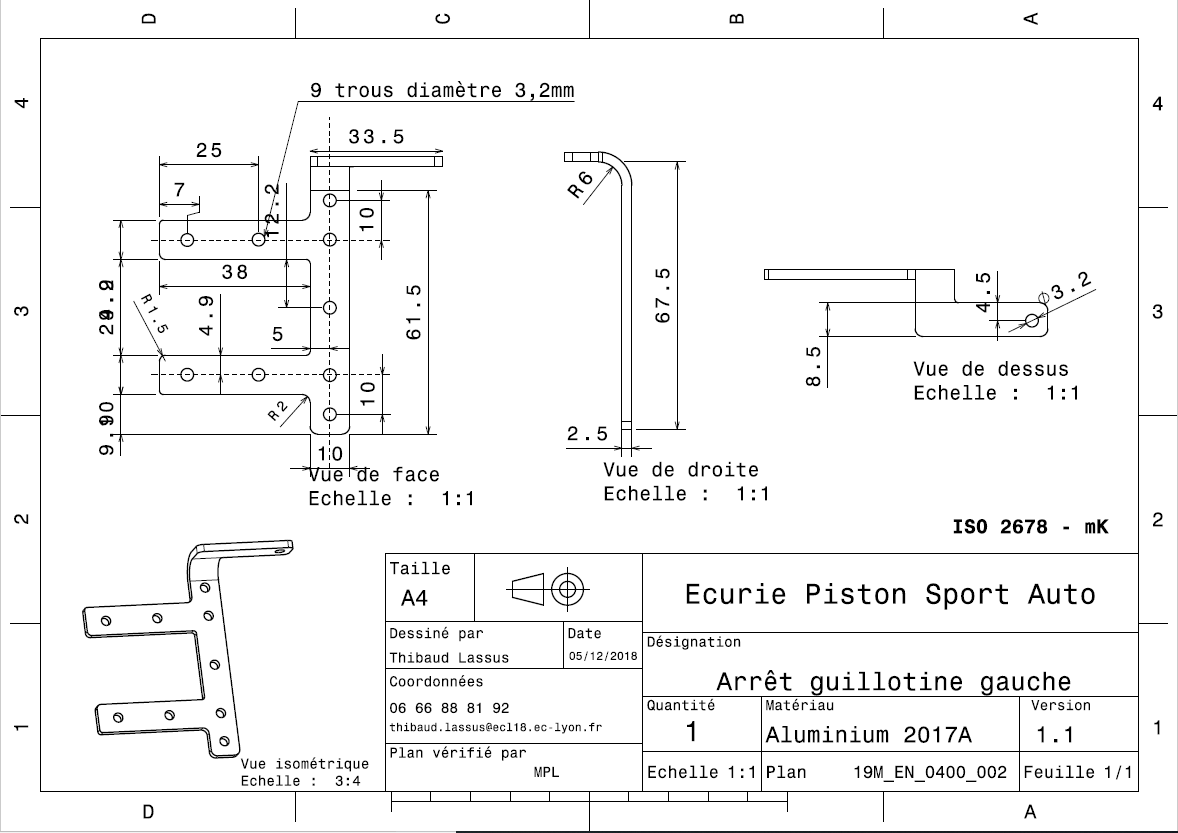 D C B A
4 4
9 trous diamètre 3,2mm
33.5
25
7
12.2
10
R6
38
R1.5
4.9
5
61.5
67.5
4.5
∅3.2
3 3
8.5
Vue de dessus
Echelle : 1:1
R2
10
10
2.5
Vue de face
Echelle : 1:1
Vue de droite
Echelle : 1:1
2 2
ISO 2678 - mK
Taille
A4
Ecurie Piston Sport Auto
Dessiné par
Thibaud Lassus
Date
05/12/2018
Désignation
Arrêt guillotine gauche
Coordonnées
06 66 88 81 92
thibaud.lassus@ecl18.ec-lyon.fr
Quantité
1
Matériau
Aluminium 2017A
Version
1.1
Plan vérifié par
MPL
Echelle 1:1
Plan 19M_EN_0400_002
Feuille 1/1
1 1
Vue isométrique
Echelle : 3:4
D A